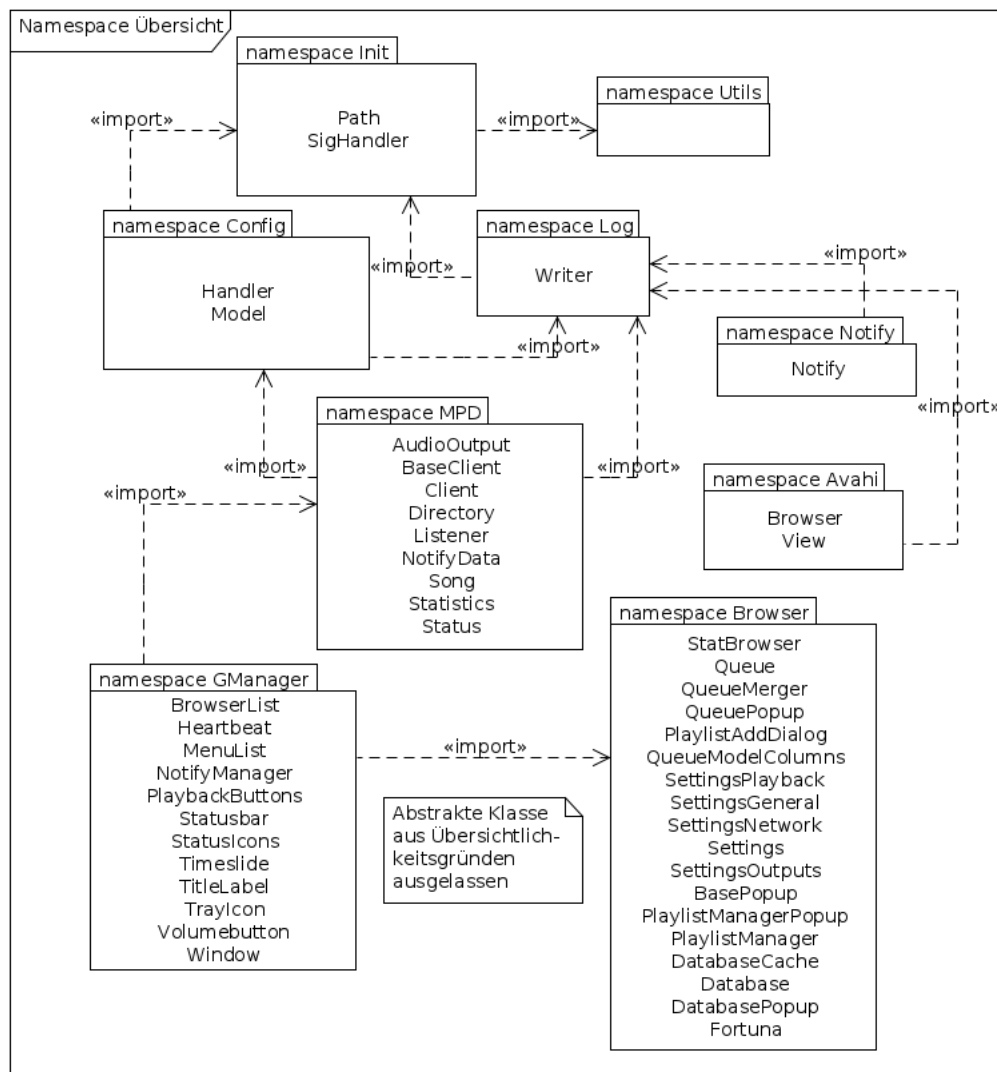 Namespace Übersicht
namespace Init
Path
SigHandler
«import»
«import»
namespace Utils
namespace Config
Handler
Model
«import»
namespace Log
Writer
«import»
«import»
namespace Notify
Notify
«import»
namespace MPD
AudioOutput
BaseClient
Client
Directory
Listener
NotifyData
Song
Statistics
Status
«import»
«import»
«import»
namespace Avahi
Browser
View
namespace GManager
BrowserList
Heartbeat
MenuList
NotifyManager
PlaybackButtons
Statusbar
StatusIcons
Timeslide
TitleLabel
TrayIcon
Volumebutton
Window
«import»
Abstrakte Klasse
aus Übersichtlich-
keitsgründen
ausgelassen
namespace Browser
StatBrowser
Queue
QueueMerger
QueuePopup
PlaylistAddDialog
QueueModelColumns
SettingsPlayback
SettingsGeneral
SettingsNetwork
Settings
SettingsOutputs
BasePopup
PlaylistManagerPopup
PlaylistManager
DatabaseCache
Database
DatabasePopup
Fortuna